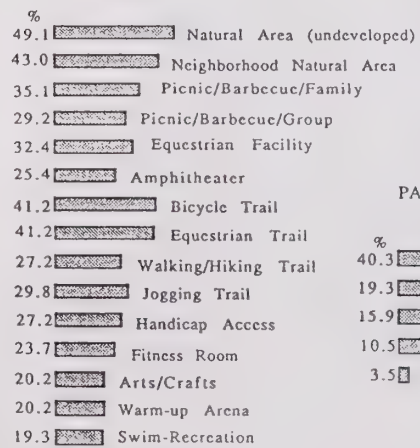 %
49.1 Natural Area (undeveloped)
43.0 Neighborhood Natural Area
35.1 Picnic/Barbecue/Family
29.2 Picnic/Barbecue/Group
32.4 Equestrian Facility
25.4 Amphitheater
41.2 Bicycle Trail
41.2 Equestrian Trail
27.2 Walking/Hiking Trail
29.8 Jogging Trail
27.2 Handicap Access
23.7 Fitness Room
20.2 Arts/Crafts
20.2 Warm-up Arena
19.3 Swim-Recreation
PA
%
40.3
19.3
15.9
10.5
3.5